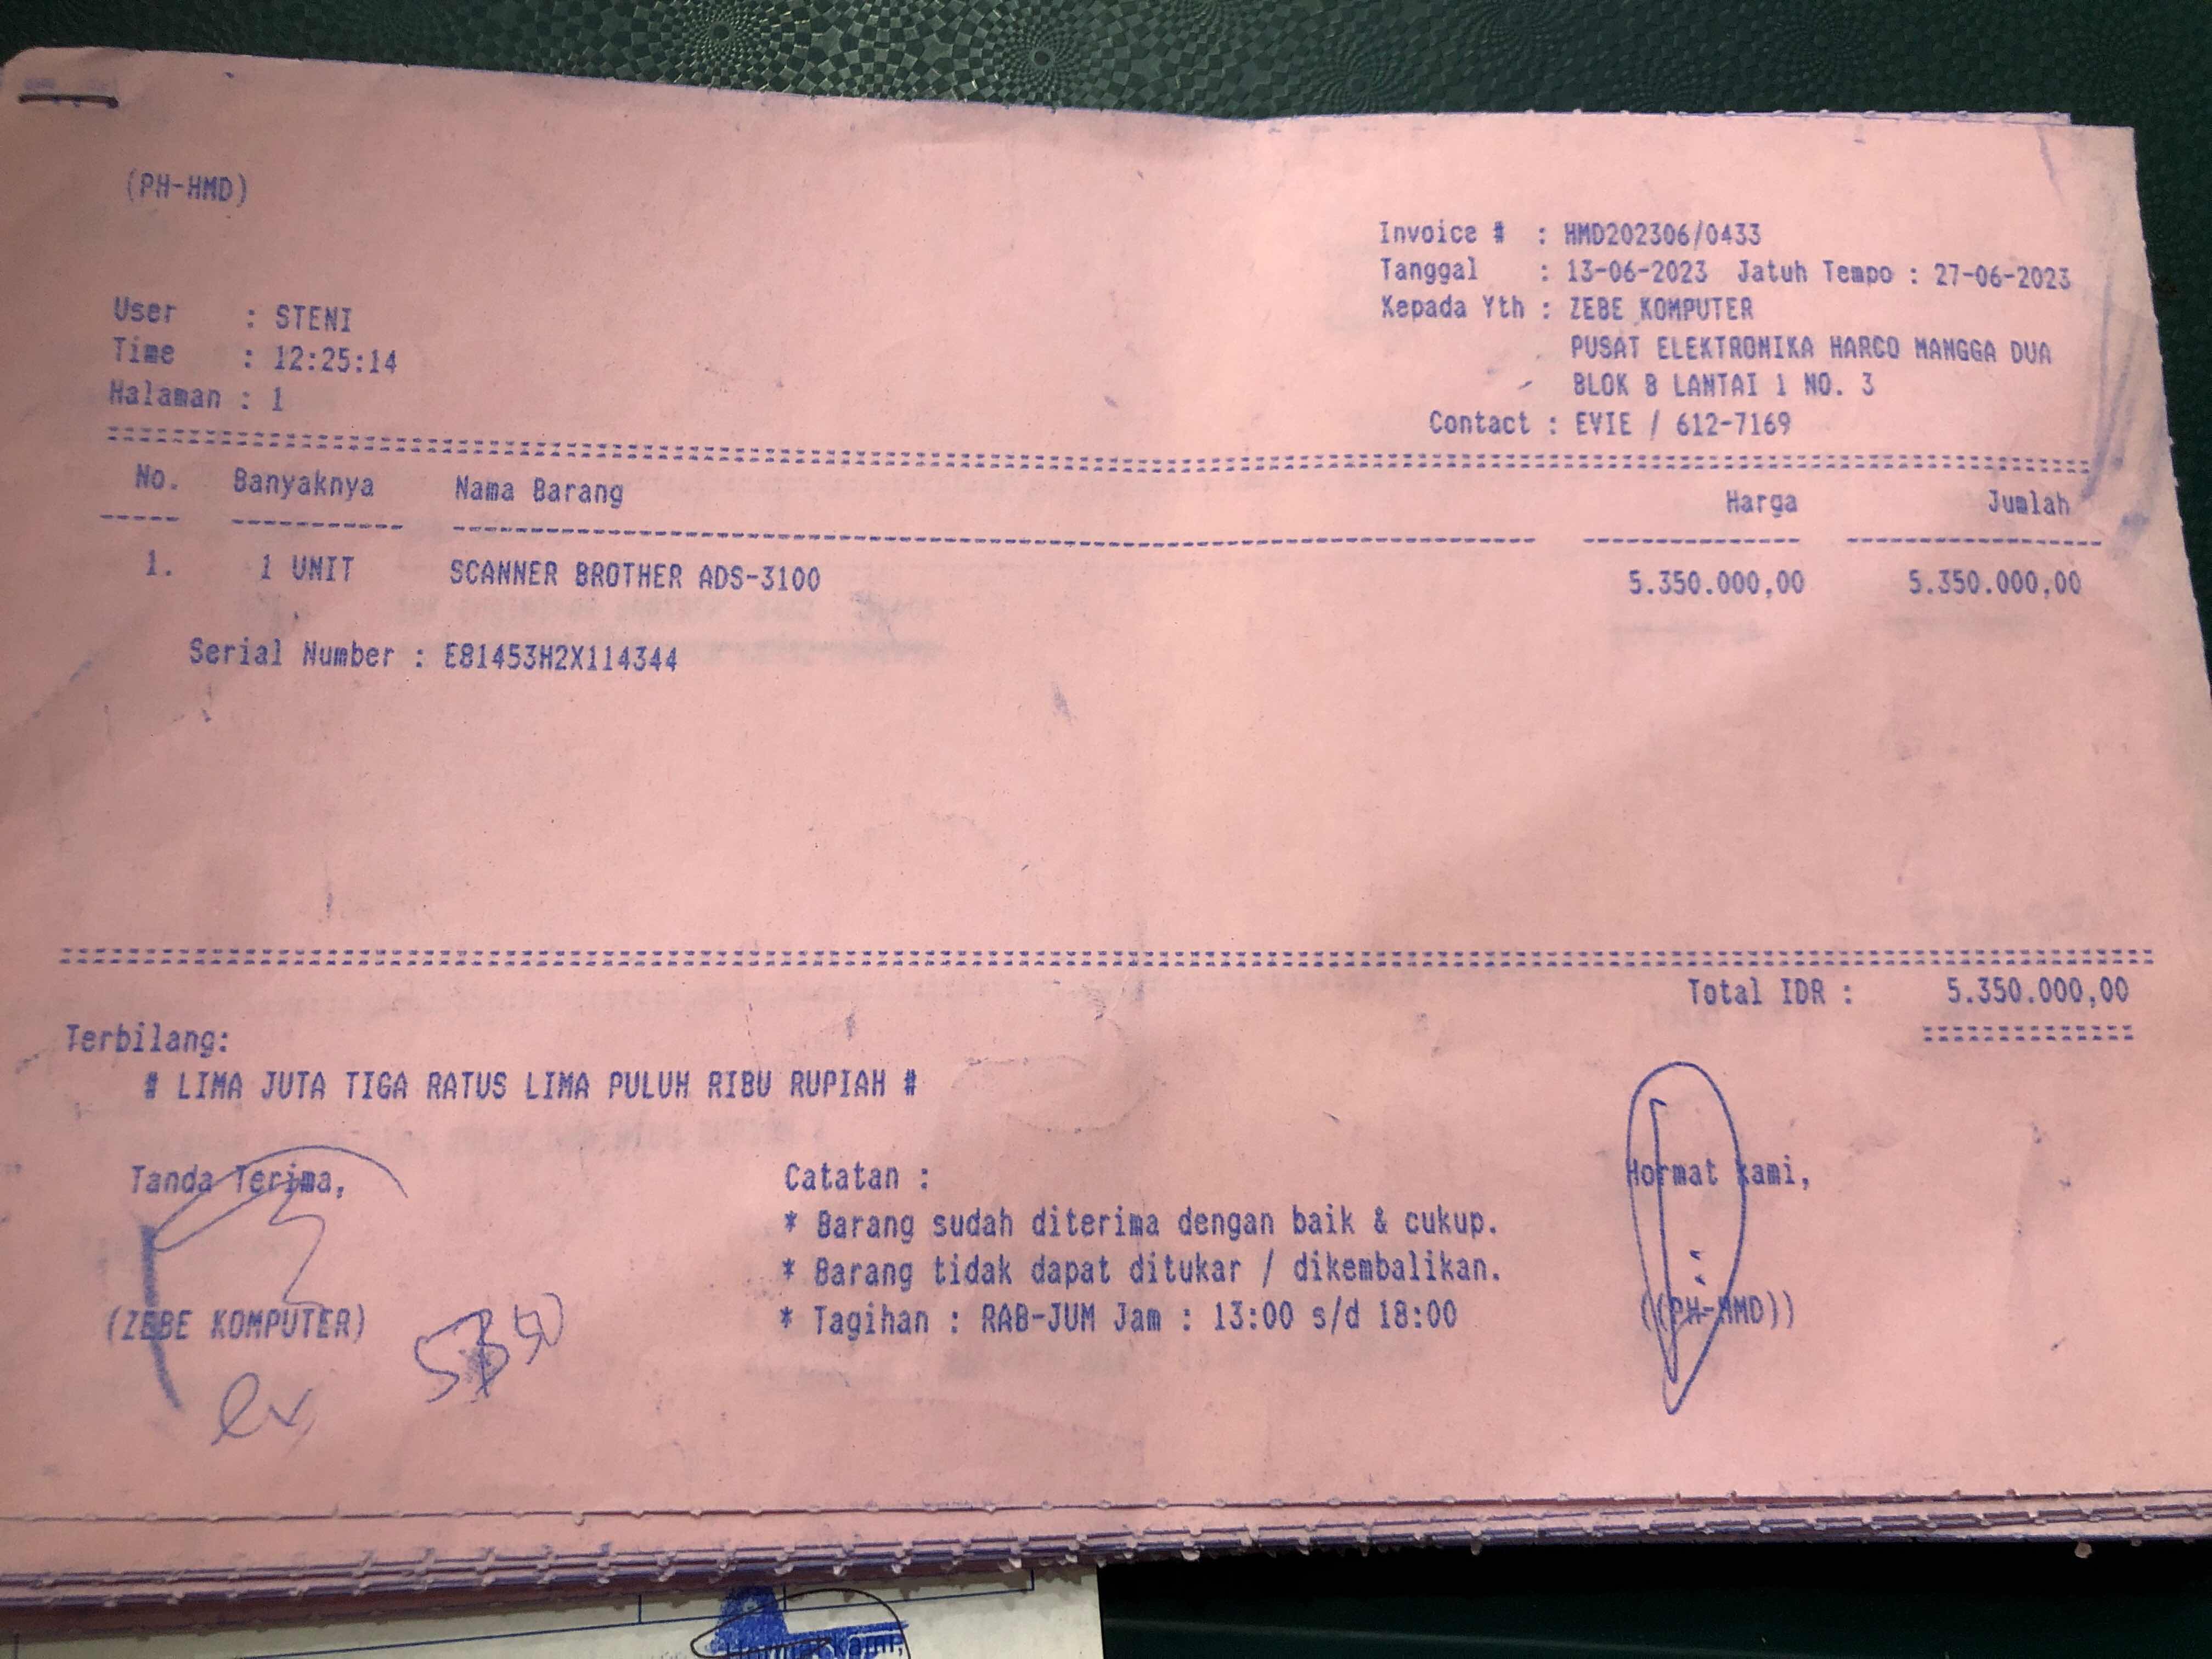 (PH-HMD)
Invoice # : HMD202306/0433
Tanggal : 13-06-2023 Jatuh Tempo : 27-06-2023
Kepada Yth : ZEBE KOMPUTER
PUSAT ELEKTRONIKA HARCO MANGGA DUA
BLOK B LANTAI 1 NO. 3
Contact : EVIE / 612-7169
User : STENI
Time : 12:25:14
Halaman : 1
No. Banyaknya Nama Barang Harga Jumlah
1. 1 UNIT SCANNER BROTHER ADS-3100 5.350.000,00 5.350.000,00
Serial Number : E81453H2X114344
Total IDR : 5.350.000,00
Terbilang:
# LIMA JUTA TIGA RATUS LIMA PULUH RIBU RUPIAH #
Tanda Terima,
(ZEBE KOMPUTER)
5350
Catatan :
* Barang sudah diterima dengan baik & cukup.
* Barang tidak dapat ditukar / dikembalikan.
* Tagihan : RAB-JUM Jam : 13:00 s/d 18:00
Hormat kami,
((PH-HMD))
Hormat kami,